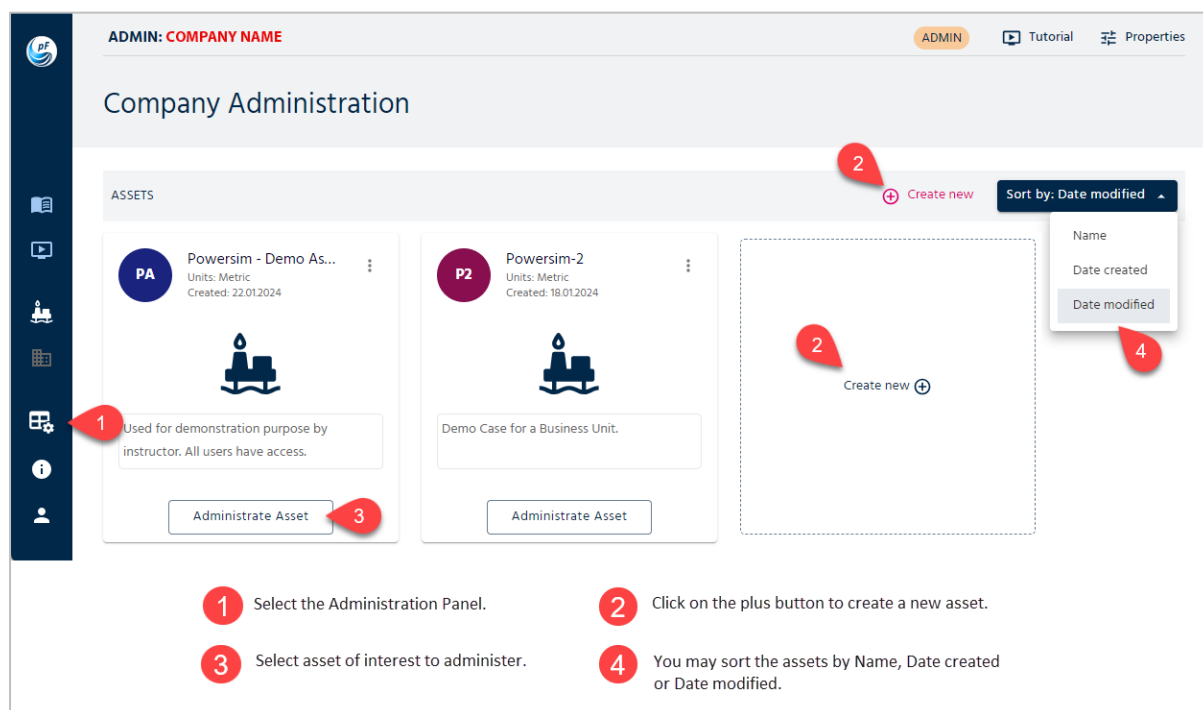 pF
ADMIN: COMPANY NAME
ADMIN
Tutorial
Properties
Company Administration
2
ASSETS
Create new
Sort by: Date modified
Name
Date created
Date modified
4
PA
Powersim - Demo As...
Units: Metric
Created: 22.01.2024
P2
Powersim-2
Units: Metric
Created: 18.01.2024
2
Create new
1
Used for demonstration purpose by
instructor. All users have access.
Demo Case for a Business Unit.
Administrate Asset
3
Administrate Asset
1 Select the Administration Panel.
2 Click on the plus button to create a new asset.
3 Select asset of interest to administer.
4 You may sort the assets by Name, Date created
or Date modified.